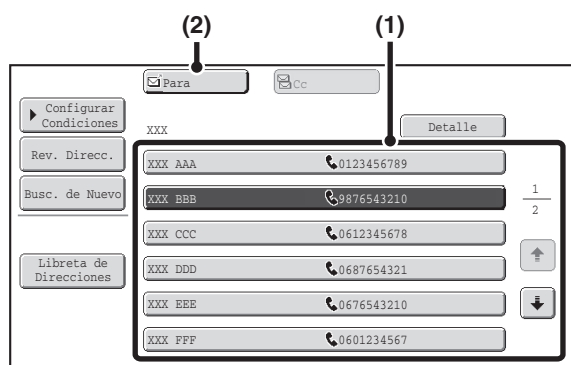 (2)
(1)
Para
Cc
Configurar
Condiciones
XXX
Detalle
Rev. Direcc.
XXX AAA 0123456789
Busc. de Nuevo
XXX BBB 9876543210
1
2
XXX CCC 0612345678
Libreta de
Direcciones
XXX DDD 0687654321
XXX EEE 0676543210
XXX FFF 0601234567